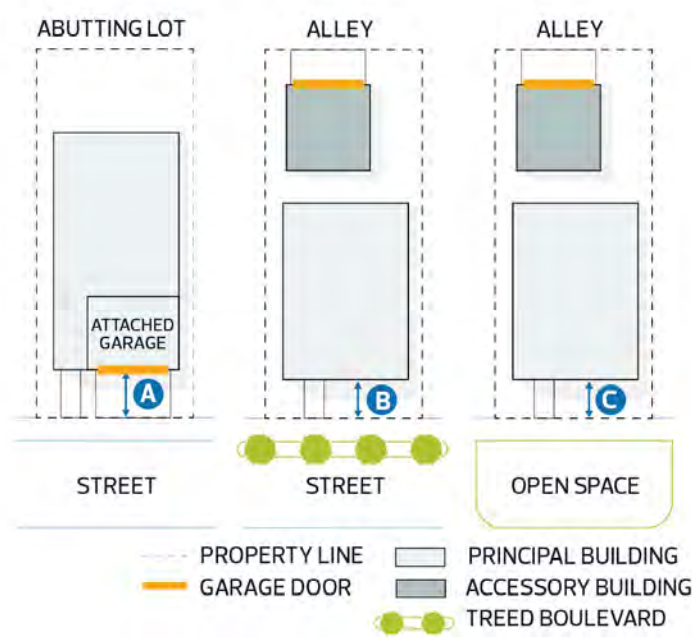 ABUTTING LOT
ALLEY
ALLEY
ATTACHED
GARAGE
A
B
C
STREET
STREET
OPEN SPACE
PROPERTY LINE
PRINCIPAL BUILDING
GARAGE DOOR
ACCESSORY BUILDING
TREED BOULEVARD